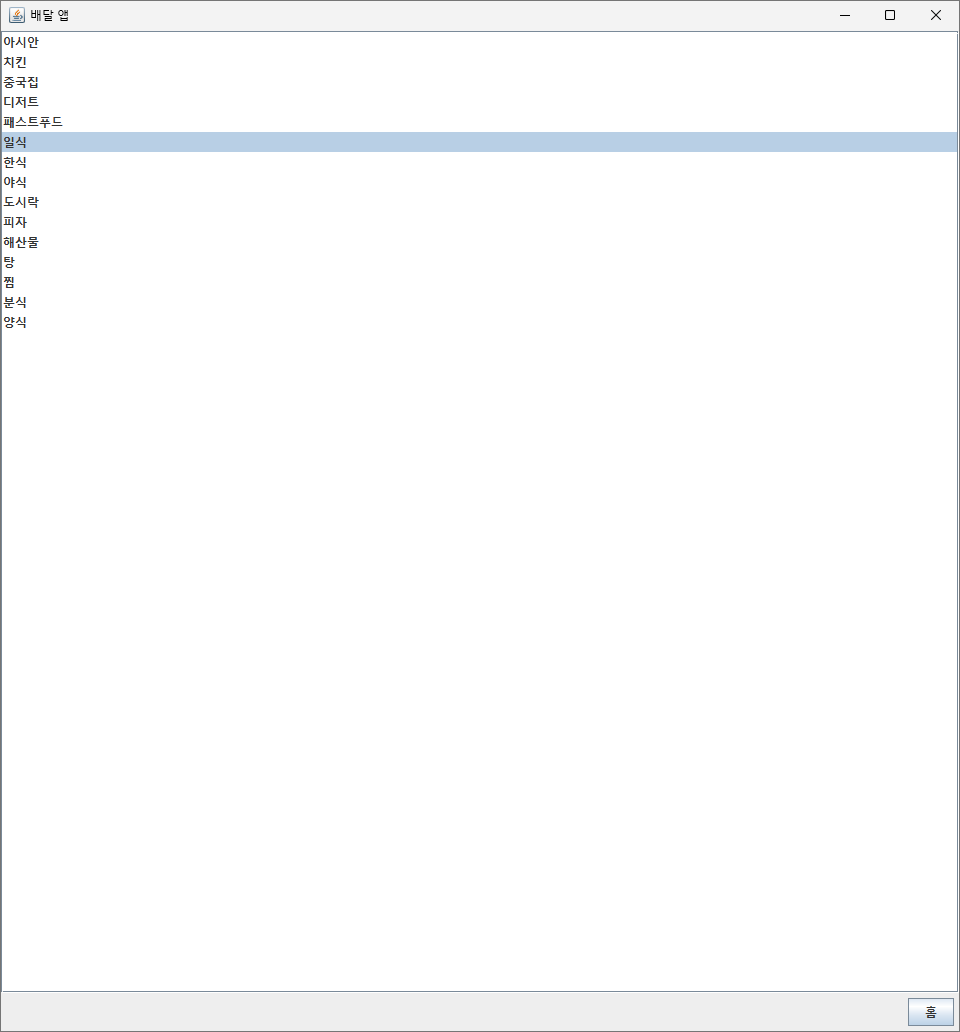 배달 앱
아시안
치킨
중국집
디저트
패스트푸드
일식
한식
야식
도시락
피자
해산물
탕
찜
분식
양식
홈